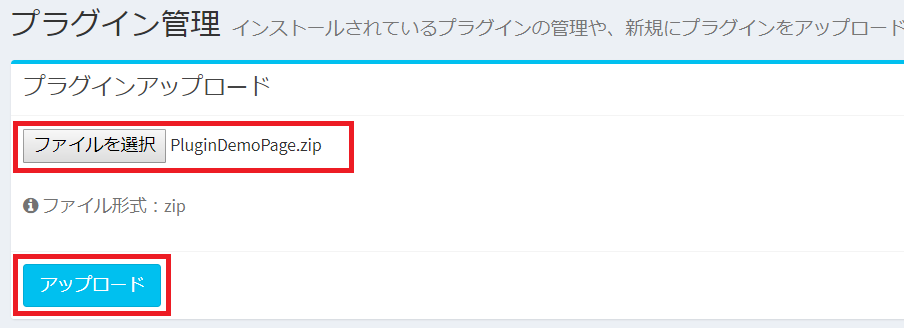 プラグイン管理 インストールされているプラグインの管理や、新規にプラグインをアップロード
プラグインアップロード
ファイルを選択 PluginDemoPage.zip
ファイル形式：zip
アップロード